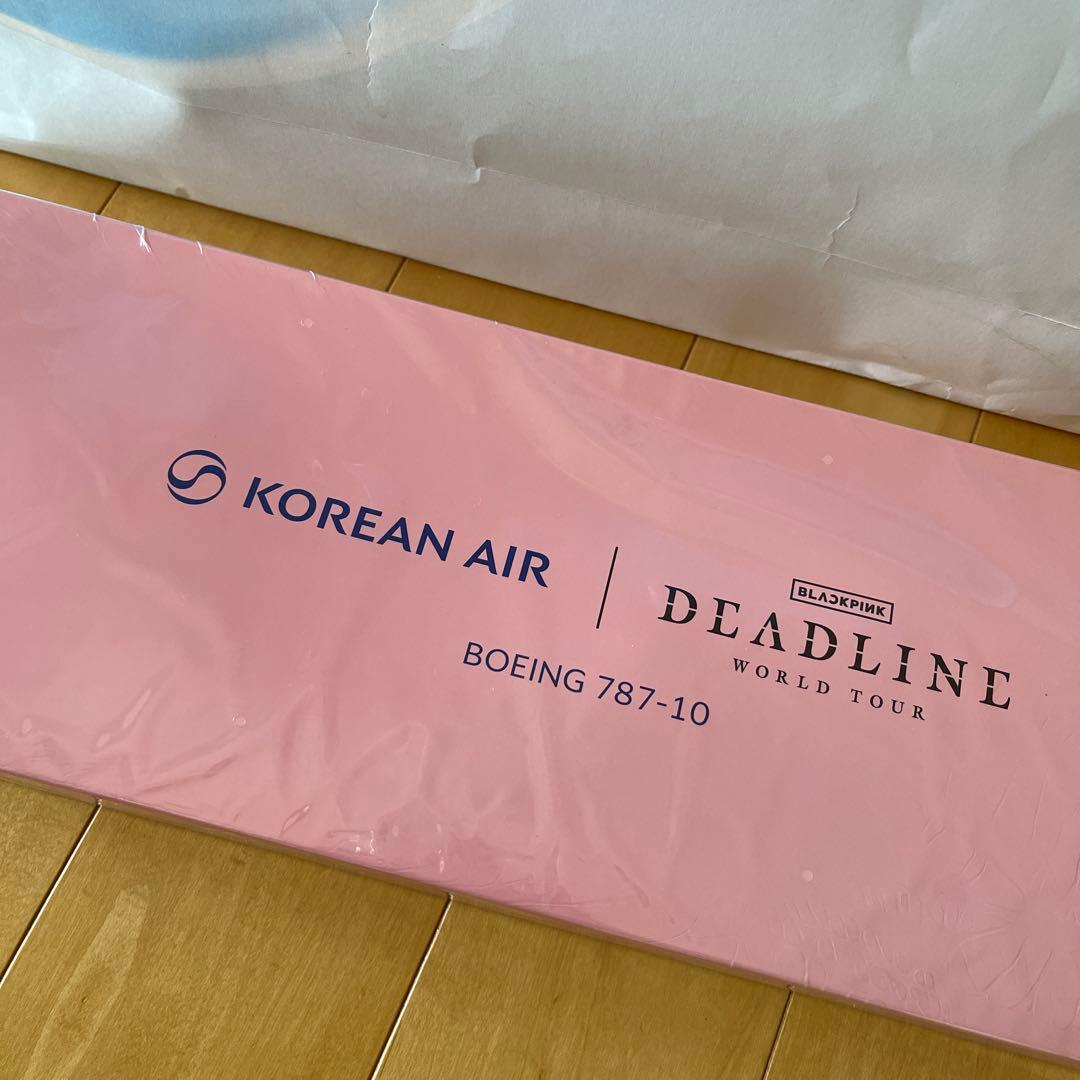 KOREAN AIR
BLACKPINK
DEADLINE
WORLD TOUR
BOEING 787-10